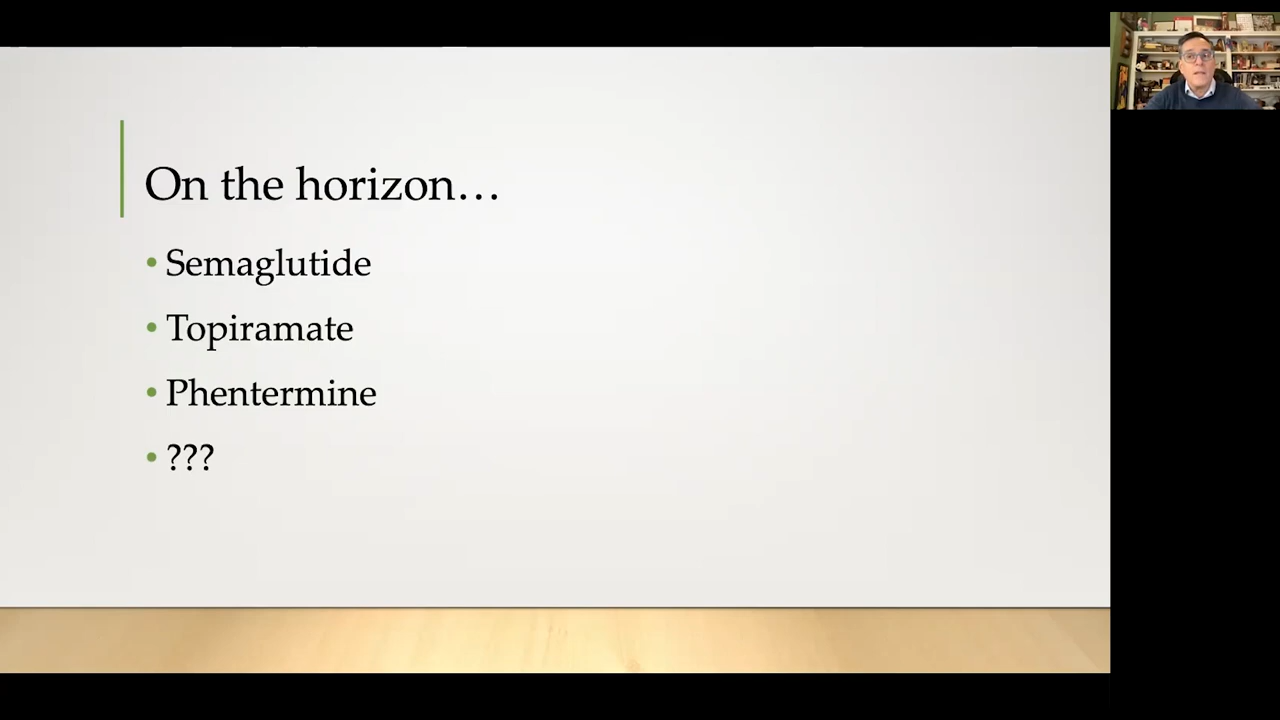 On the horizon…
• Semaglutide
• Topiramate
• Phentermine
• ???